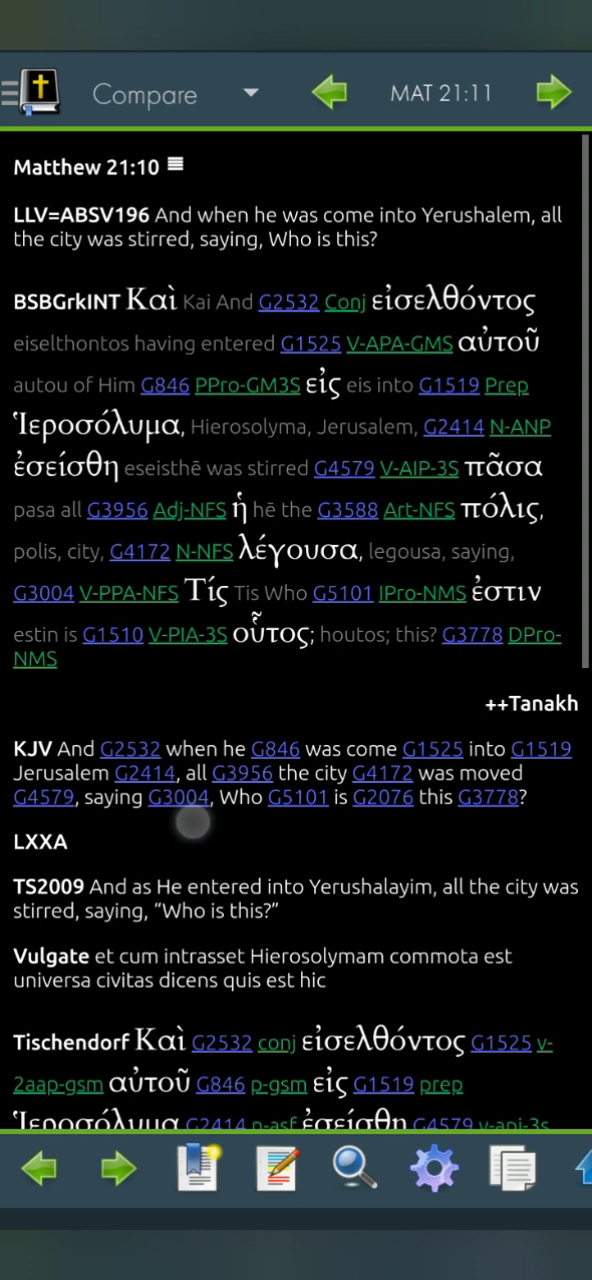 Compare
MAT 21:11
Matthew 21:10
LLV=ABSV196 And when he was come into Yerushalem, all
the city was stirred, saying, Who is this?
BSBGrkINT Καὶ Kai And G2532 Conj εἰσελθόντος
eiselthontos having entered G1525 V-APA-GMS αὐτοῦ
autou of Him G846 PPro-GM3S εἰς eis into G1519 Prep
Ἱεροσόλυμα, Hierosolyma, Jerusalem, G2414 N-ANP
ἐσείσθη eseisthē was stirred G4579 V-AIP-3S πᾶσα
pasa all G3956 Adj-NFS ἡ hē the G3588 Art-NFS πόλις,
polis, city, G4172 N-NFS λέγουσα, legousa, saying,
G3004 V-PPA-NFS Τίς Tis Who G5101 IPro-NMS ἐστιν
estin is G1510 V-PIA-3S οὗτος; houtos; this? G3778 DPro-
NMS
++Tanakh
KJV And G2532 when he G846 was come G1525 into G1519
Jerusalem G2414, all G3956 the city G4172 was moved
G4579, saying G3004, Who G5101 is G2076 this G3778?
LXXA
TS2009 And as He entered into Yerushalayim, all the city was
stirred, saying, “Who is this?”
Vulgate et cum intrasset Hierosolymam commota est
universa civitas dicens quis est hic
Tischendorf Καὶ G2532 conj εἰσελθόντος G1525 v-
2aap-gsm αὐτοῦ G846 p-gsm εἰς G1519 prep
Ἱεροσόλυμα G2414 n-asf ἐσείσθη G4579 v-api-3s